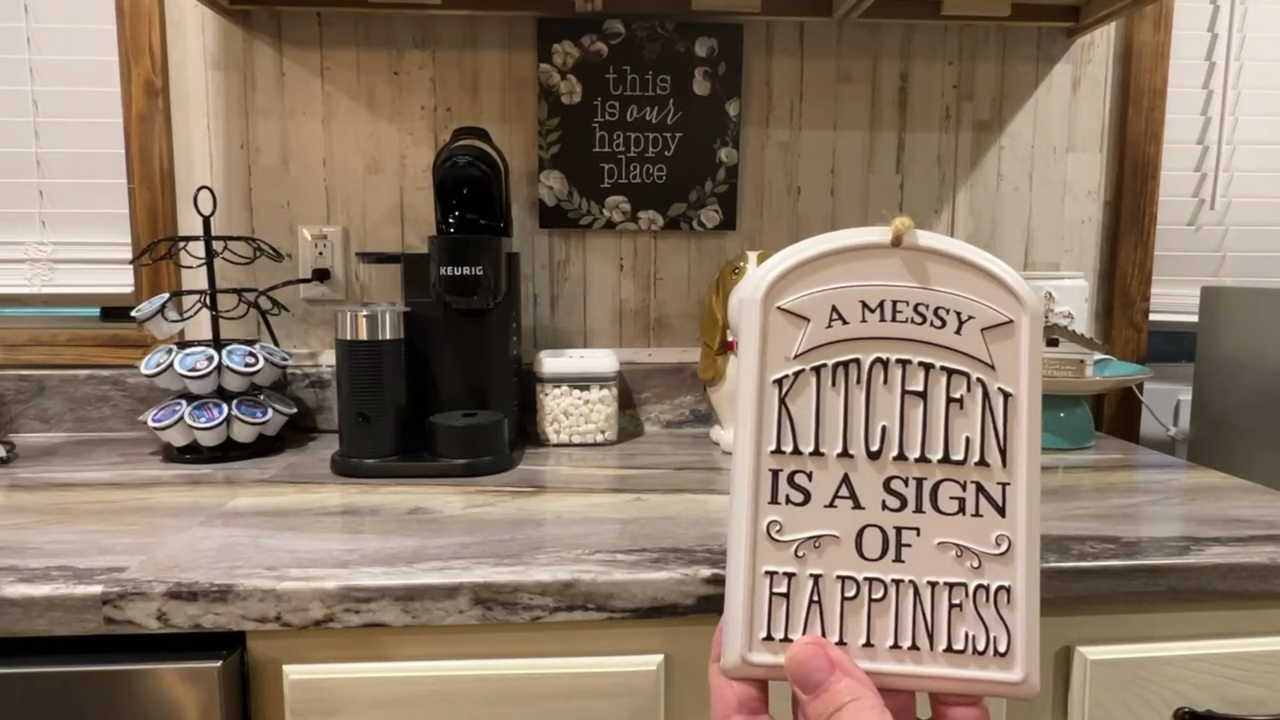 this
is our
happy
place
KEURIG
A MESSY
KITCHEN
IS A SIGN
OF
HAPPINESS